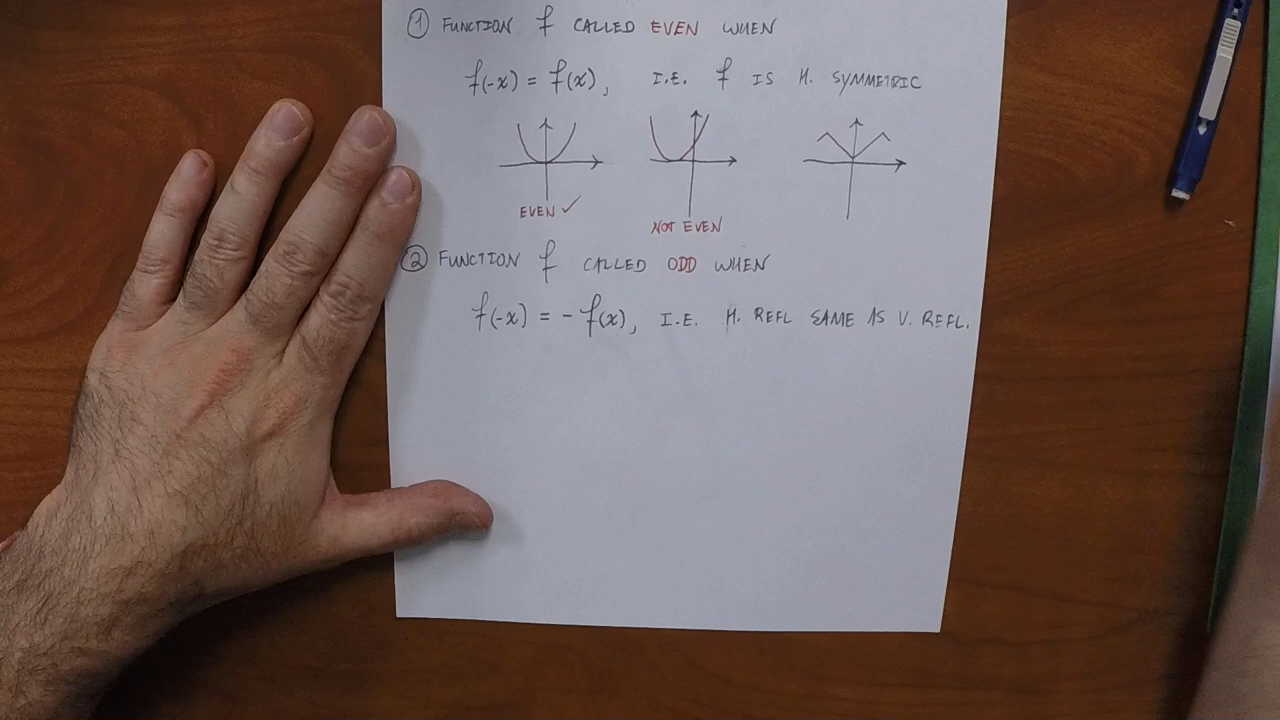 ① FUNCTION f CALLED EVEN WHEN
f(-x) = f(x), I.E. f IS H. SYMMETRIC
EVEN ✓
NOT EVEN
② FUNCTION f CALLED ODD WHEN
f(-x) = - f(x), I.E. H. REFL SAME AS V. REFL.